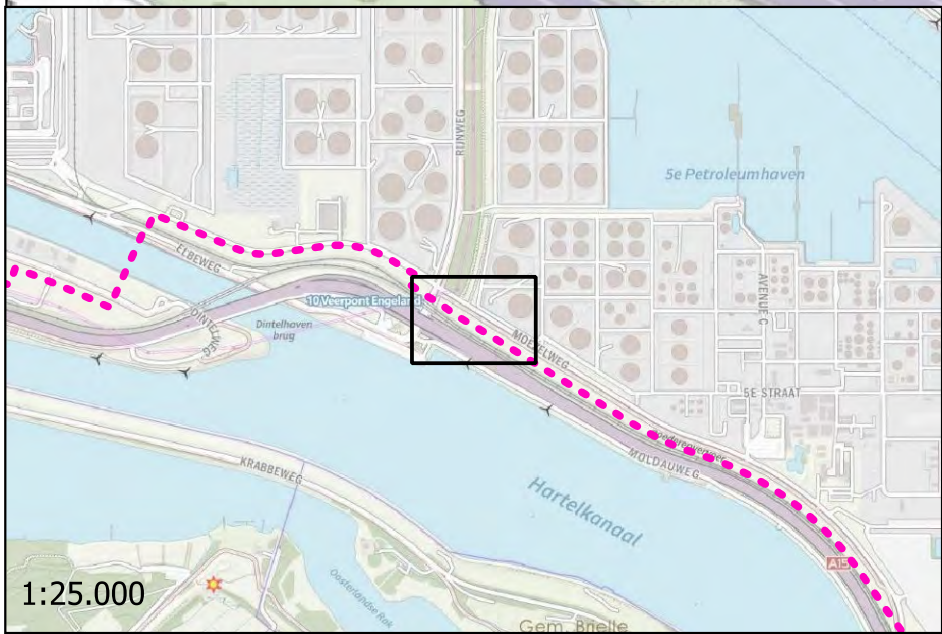 RIJNWEG
5e Petroleumhaven
ELBEWEG
10 Veerpont Engeland
AVENUE C
DINTELWEG
Dintelhaven
brug
MOEZELWEG
5E STRAAT
KRABBEWEG
MOLDAUWEG
Hartelkanaal
A15
Oosterlandse Rak
1:25.000
Gem. Brielle